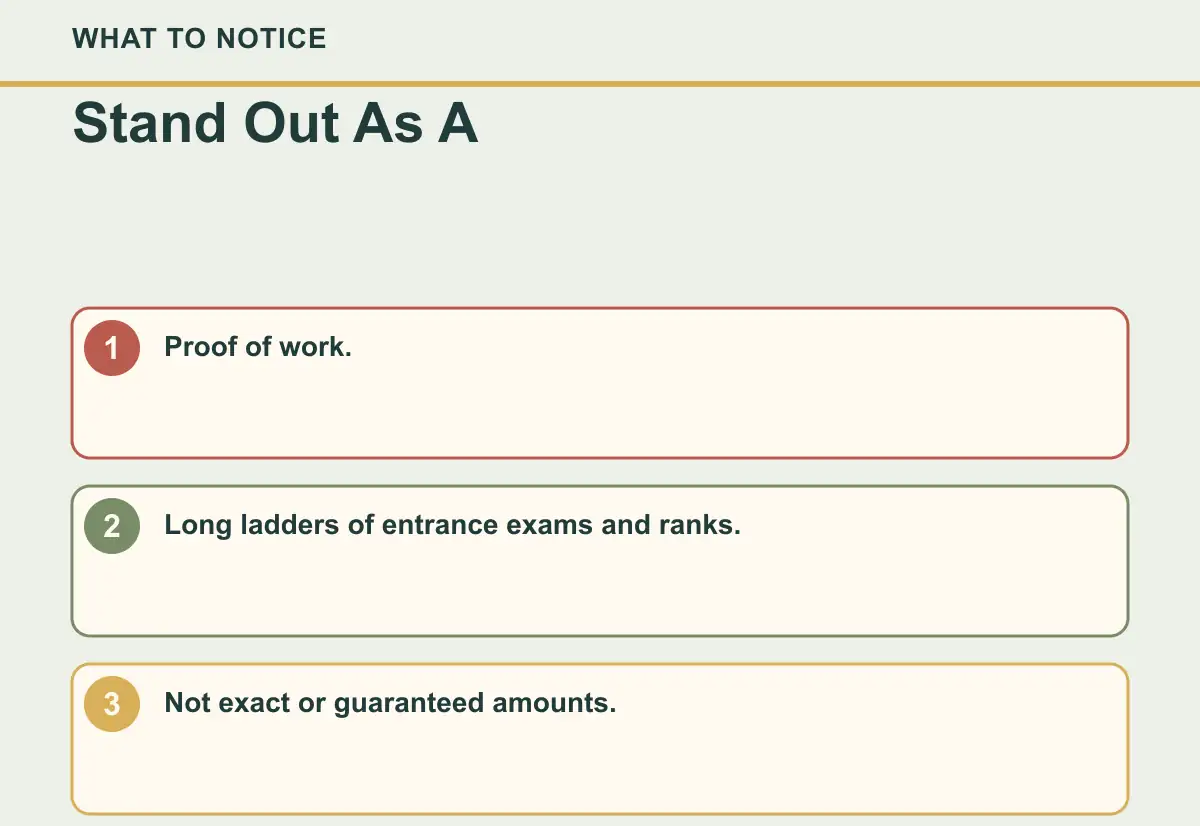 WHAT TO NOTICE
Stand Out As A
1 Proof of work.
2 Long ladders of entrance exams and ranks.
3 Not exact or guaranteed amounts.